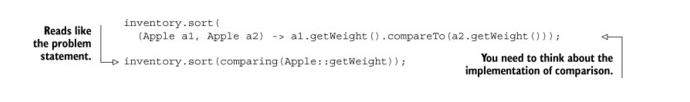 inventory.sort(
(Apple a1, Apple a2) -> a1.getWeight().compareTo(a2.getWeight()));
Reads like
the problem
statement.
inventory.sort(comparing(Apple::getWeight));
You need to think about the
implementation of comparison.